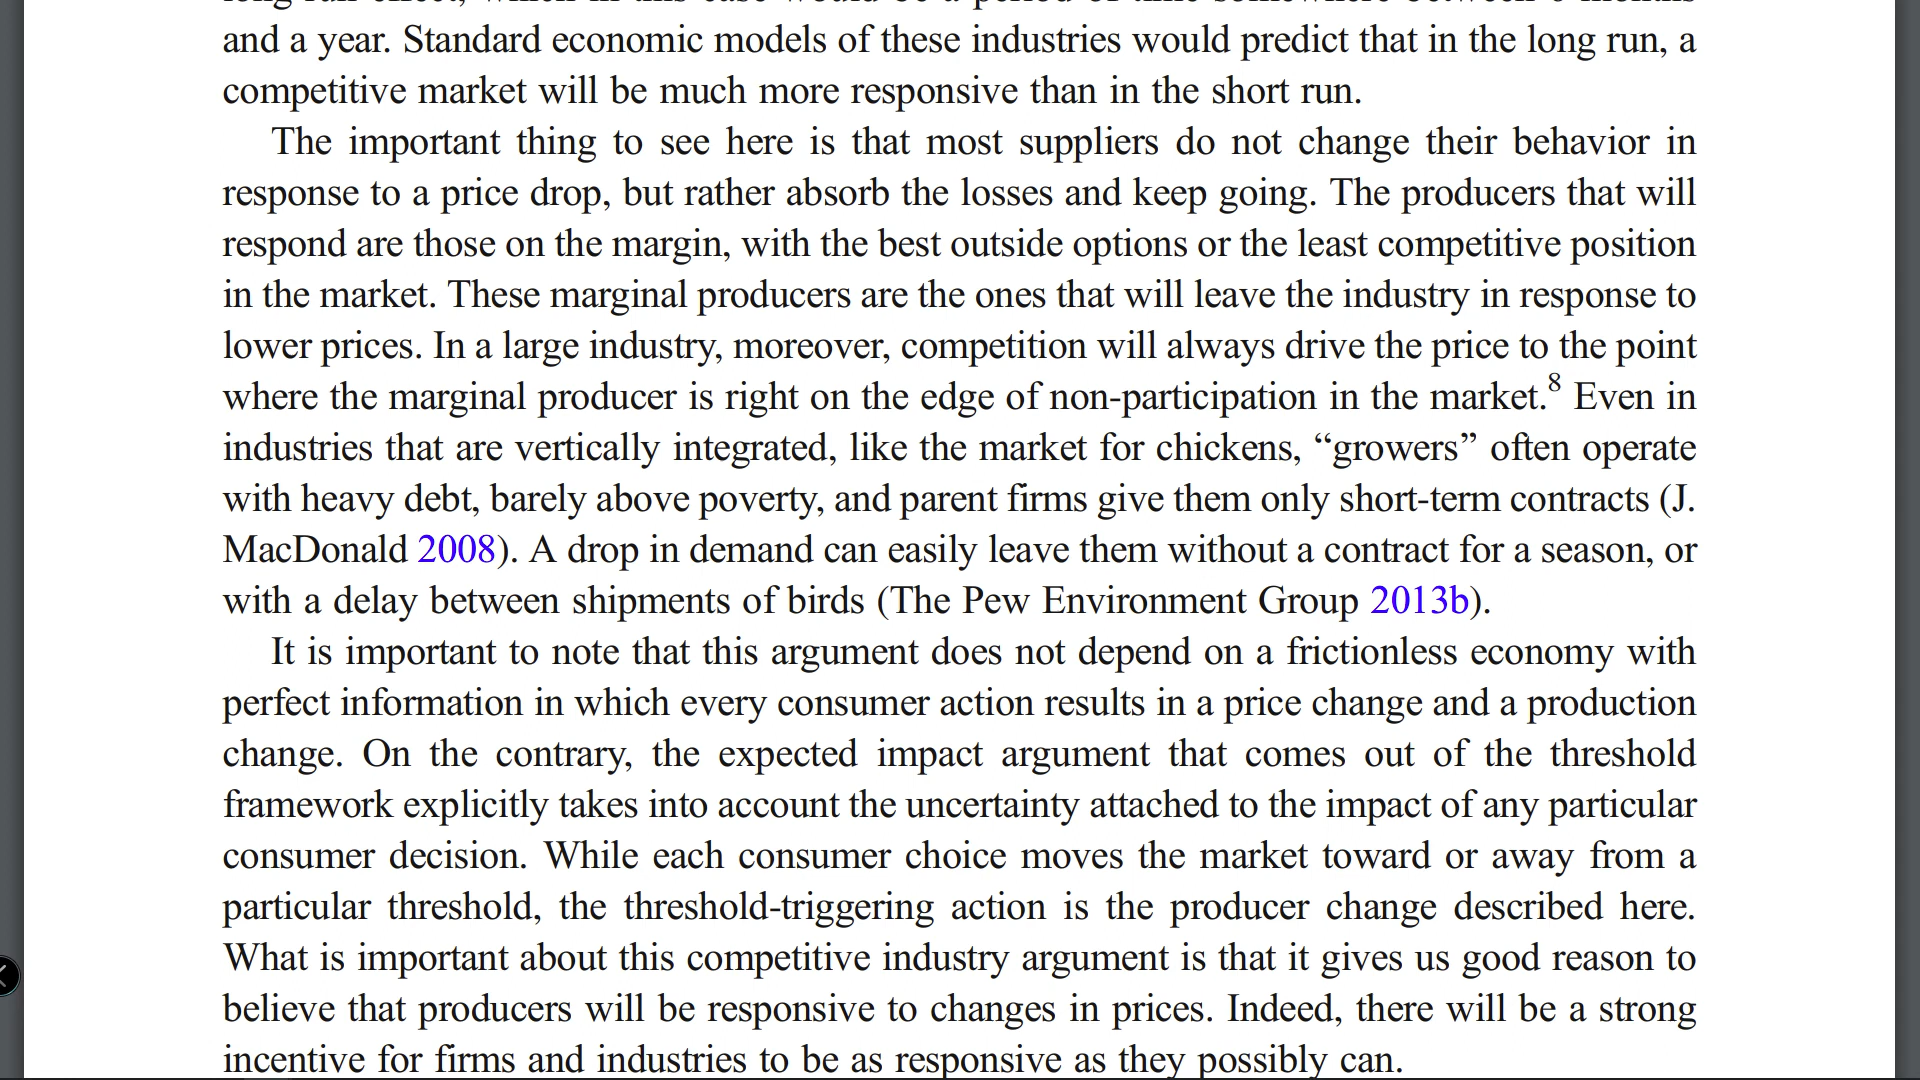 and a year. Standard economic models of these industries would predict that in the long run, a
competitive market will be much more responsive than in the short run.
The important thing to see here is that most suppliers do not change their behavior in
response to a price drop, but rather absorb the losses and keep going. The producers that will
respond are those on the margin, with the best outside options or the least competitive position
in the market. These marginal producers are the ones that will leave the industry in response to
lower prices. In a large industry, moreover, competition will always drive the price to the point
where the marginal producer is right on the edge of non-participation in the market.8 Even in
industries that are vertically integrated, like the market for chickens, “growers” often operate
with heavy debt, barely above poverty, and parent firms give them only short-term contracts (J.
MacDonald 2008). A drop in demand can easily leave them without a contract for a season, or
with a delay between shipments of birds (The Pew Environment Group 2013b).
It is important to note that this argument does not depend on a frictionless economy with
perfect information in which every consumer action results in a price change and a production
change. On the contrary, the expected impact argument that comes out of the threshold
framework explicitly takes into account the uncertainty attached to the impact of any particular
consumer decision. While each consumer choice moves the market toward or away from a
particular threshold, the threshold-triggering action is the producer change described here.
What is important about this competitive industry argument is that it gives us good reason to
believe that producers will be responsive to changes in prices. Indeed, there will be a strong
incentive for firms and industries to be as responsive as they possibly can.